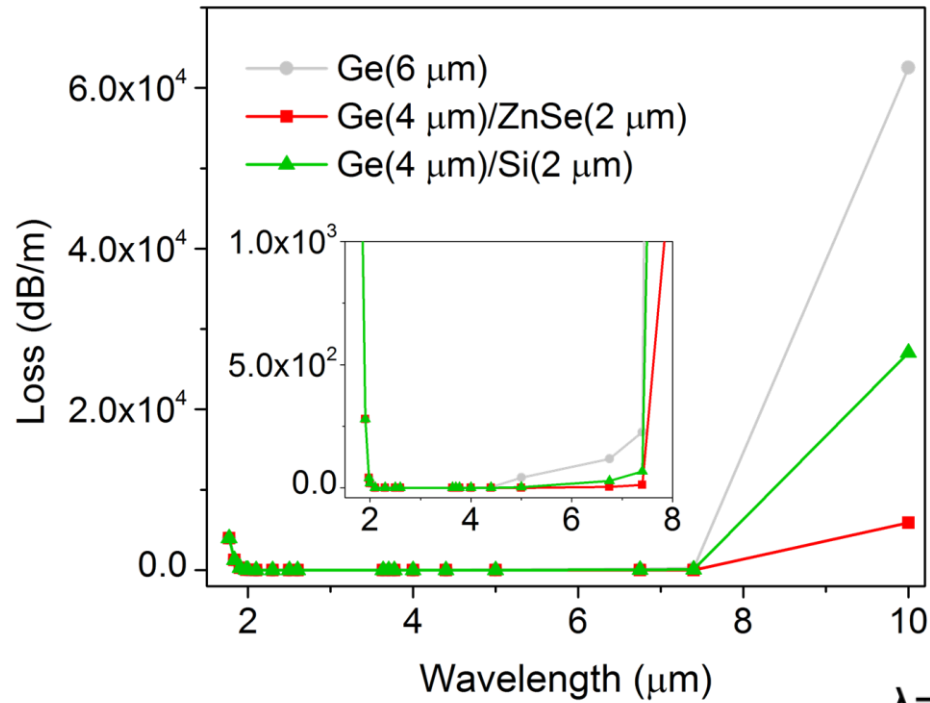 6.0x10⁴
Ge(6 μm)
Ge(4 μm)/ZnSe(2 μm)
Ge(4 μm)/Si(2 μm)
4.0x10⁴
2.0x10⁴
0.0
Loss (dB/m)
1.0x10³
5.0x10²
0.0
2 4 6 8
2 4 6 8 10
Wavelength (μm)
λ=